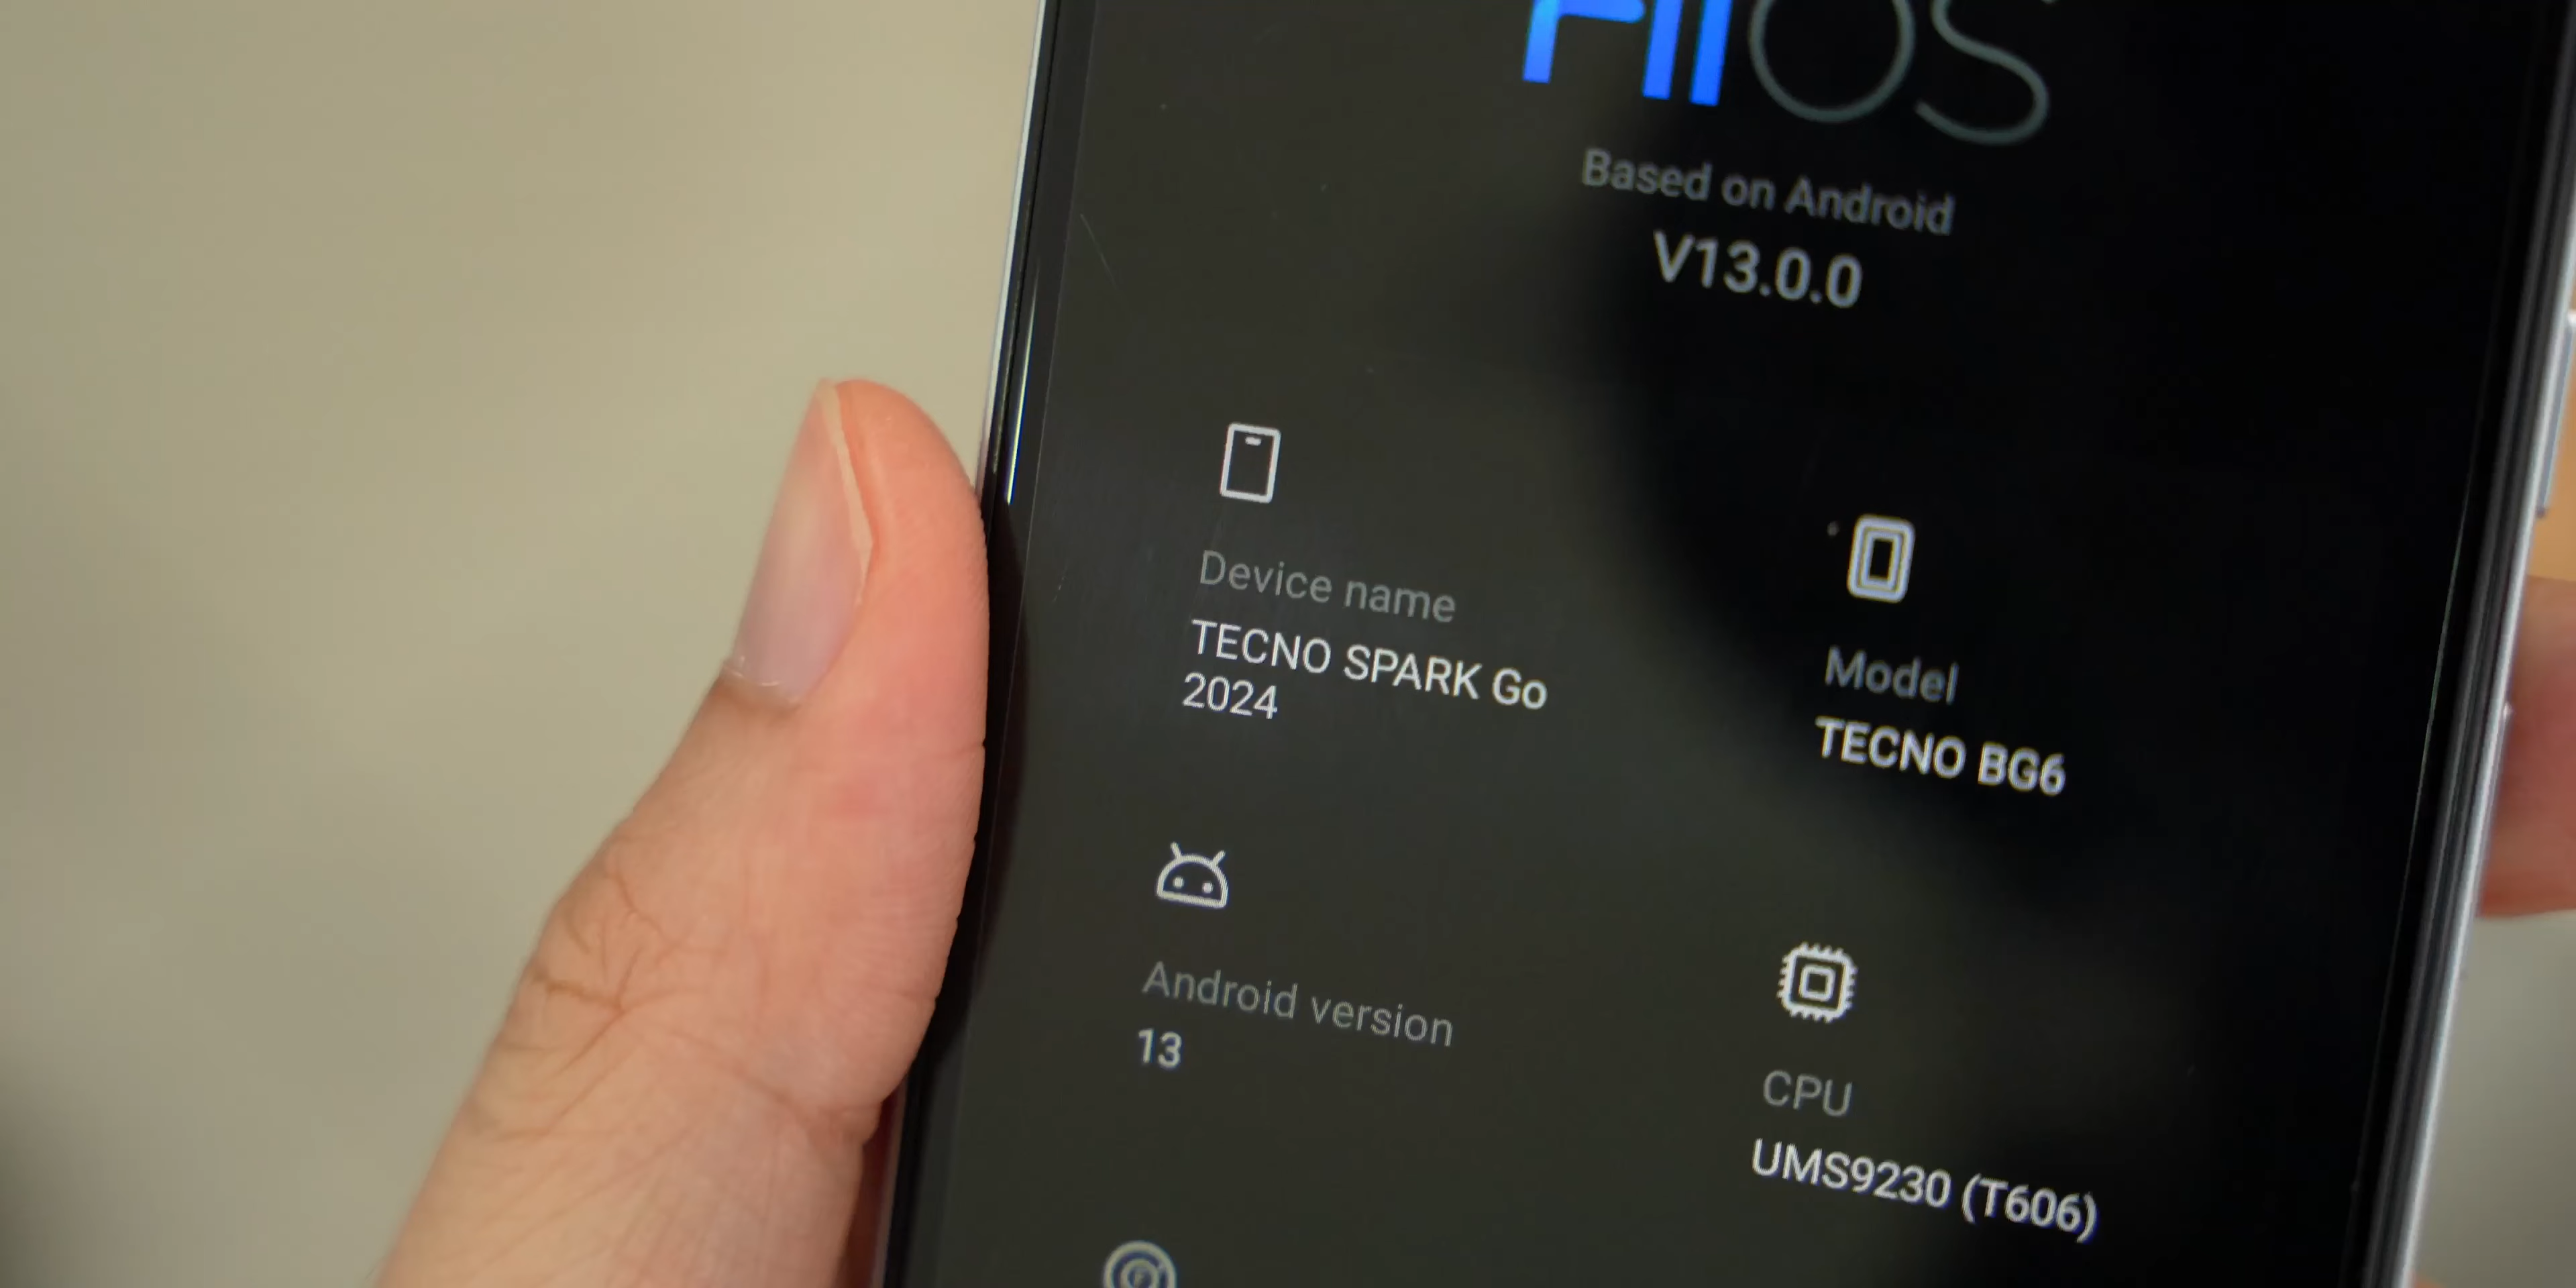 HiOS
Based on Android
V13.0.0
Device name
TECNO SPARK Go
2024
Model
TECNO BG6
Android version
13
CPU
UMS9230 (T606)